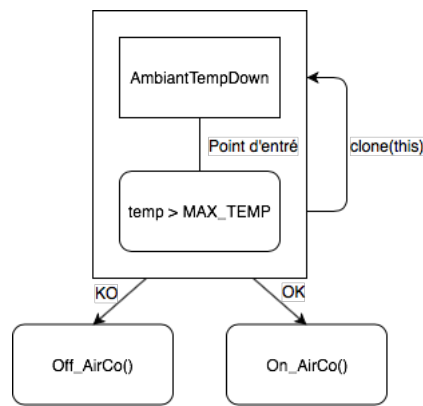 AmbiantTempDown
Point d'entré
clone(this)
temp > MAX_TEMP
KO
OK
Off_AirCo()
On_AirCo()